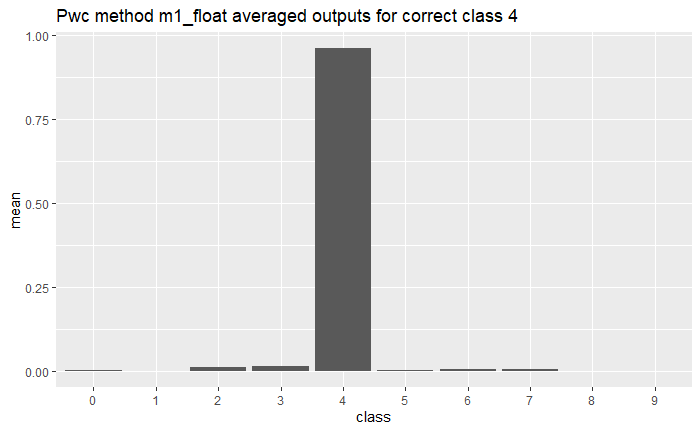 Pwc method m1_float averaged outputs for correct class 4
1.00
0.75
0.50
0.25
0.00
mean
0 1 2 3 4 5 6 7 8 9
class